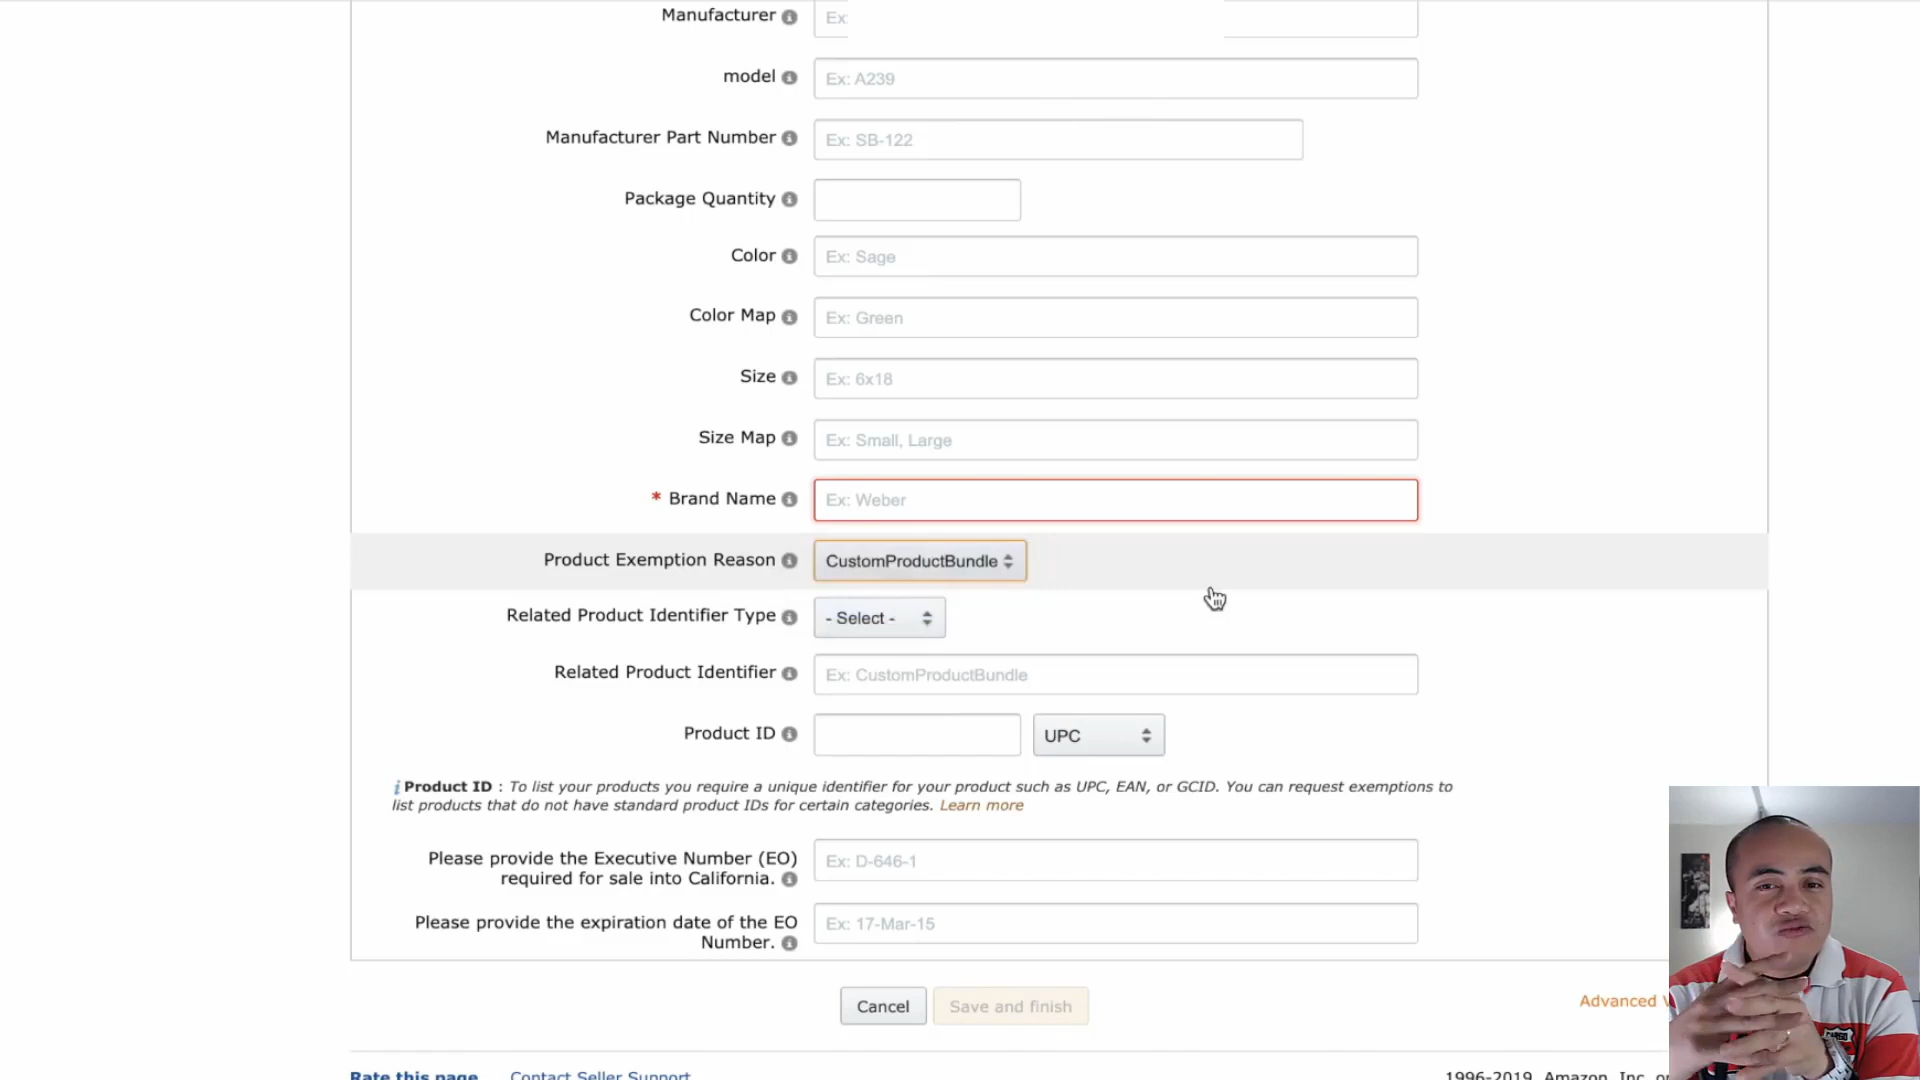 Manufacturer
Ex:
model
Ex: A239
Manufacturer Part Number
Ex: SB-122
Package Quantity
Color
Ex: Sage
Color Map
Ex: Green
Size
Ex: 6x18
Size Map
Ex: Small, Large
* Brand Name
Ex: Weber
Product Exemption Reason
CustomProductBundle
Related Product Identifier Type
- Select -
Related Product Identifier
Ex: CustomProductBundle
Product ID
UPC
Product ID : To list your products you require a unique identifier for your product such as UPC, EAN, or GCID. You can request exemptions to
list products that do not have standard product IDs for certain categories. Learn more
Please provide the Executive Number (EO)
required for sale into California.
Ex: D-646-1
Please provide the expiration date of the EO
Number.
Ex: 17-Mar-15
Cancel
Save and finish
Advanced
Rate this page
Contact Seller Support
1996-2019, Amazon, Inc.